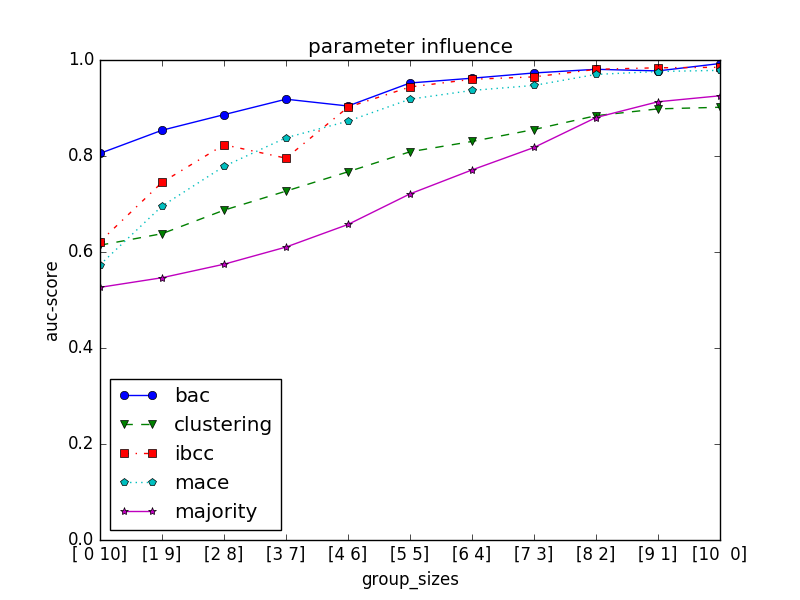 parameter influence
1.0
0.8
0.6
0.4
0.2
0.0
auc-score
bac
clustering
ibcc
mace
majority
[ 0 10] [1 9] [2 8] [3 7] [4 6] [5 5] [6 4] [7 3] [8 2] [9 1] [10  0]
group_sizes